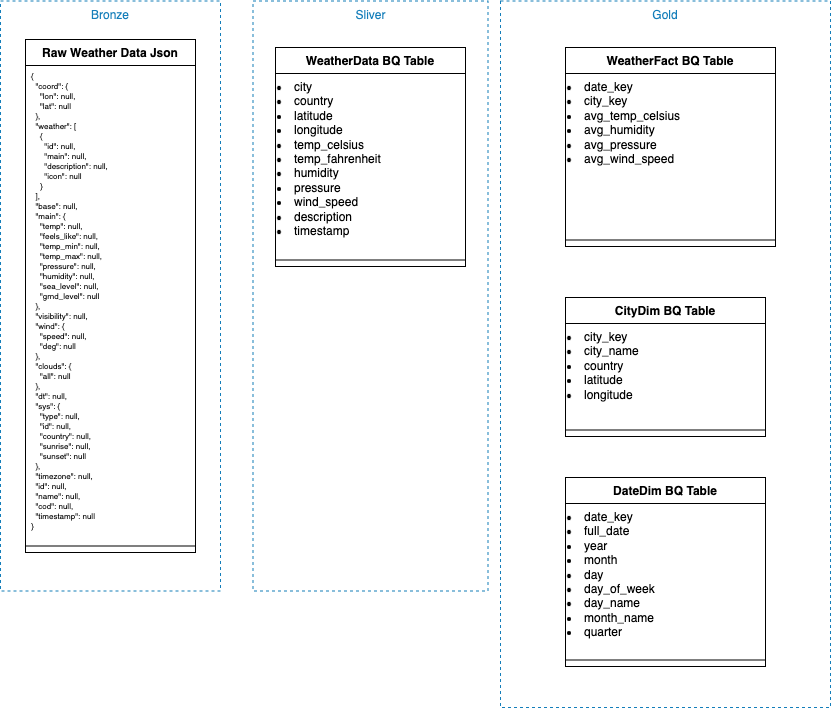 Bronze
Raw Weather Data Json
{
"coord": {
"lon": null,
"lat": null
},
"weather": [
{
"id": null,
"main": null,
"description": null,
"icon": null
}
],
"base": null,
"main": {
"temp": null,
"feels_like": null,
"temp_min": null,
"temp_max": null,
"pressure": null,
"humidity": null,
"sea_level": null,
"grnd_level": null
},
"visibility": null,
"wind": {
"speed": null,
"deg": null
},
"clouds": {
"all": null
},
"dt": null,
"sys": {
"type": null,
"id": null,
"country": null,
"sunrise": null,
"sunset": null
},
"timezone": null,
"id": null,
"name": null,
"cod": null,
"timestamp": null
}
Sliver
WeatherData BQ Table
city
country
latitude
longitude
temp_celsius
temp_fahrenheit
humidity
pressure
wind_speed
description
timestamp
Gold
WeatherFact BQ Table
date_key
city_key
avg_temp_celsius
avg_humidity
avg_pressure
avg_wind_speed
CityDim BQ Table
city_key
city_name
country
latitude
longitude
DateDim BQ Table
date_key
full_date
year
month
day
day_of_week
day_name
month_name
quarter